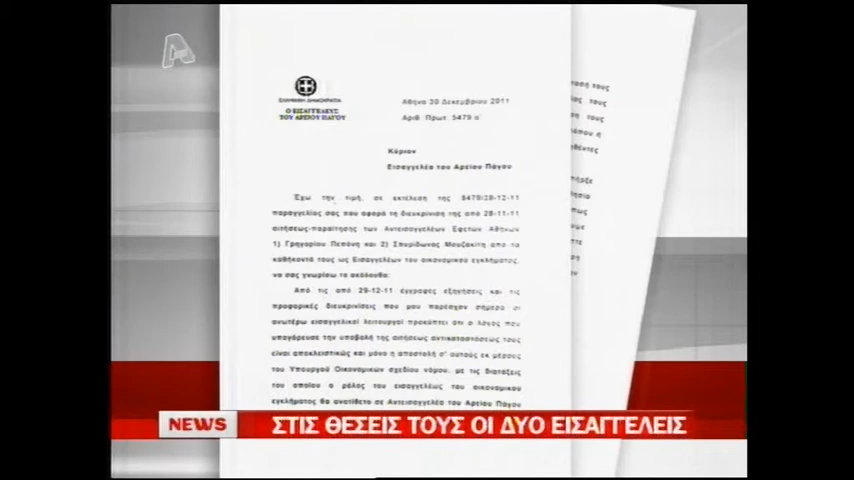 ΕΛΛΗΝΙΚΗ ΔΗΜΟΚΡΑΤΙΑ
Ο ΕΙΣΑΓΓΕΛΕΥΣ
ΤΟΥ ΑΡΕΙΟΥ ΠΑΓΟΥ
Αθήνα 30 Δεκεμβρίου 2011
Αριθ. Πρωτ. 5479 α΄
Κύριον
Εισαγγελέα του Αρείου Πάγου
Έχω την τιμή, σε εκτέλεση της 5479/28-12-11
παραγγελίας σας που αφορά τη διευκρίνιση της από 28-11-11
αιτήσεως-παραίτησης των Αντεισαγγελέων Εφετών Αθηνών
1) Γρηγορίου Πεπόνη και 2) Σπυρίδωνος Μουζακίτη από τα
καθήκοντά τους ως Εισαγγελέων του οικονομικού εγκλήματος,
να σας γνωρίσω τα ακόλουθα:
Από τις από 29-12-11 έγγραφες εξηγήσεις και τις
προφορικές διευκρινίσεις που μου παρέσχον σήμερα οι
ανωτέρω εισαγγελικοί λειτουργοί προκύπτει ότι ο λόγος που
υπαγόρευσε την υποβολή της αιτήσεως αντικαταστάσεώς τους
είναι αποκλειστικώς και μόνο η αποστολή σ' αυτούς εκ μέρους
του Υπουργού Οικονομικών σχεδίου νόμου, με τις διατάξεις
του οποίου ο ρόλος του εισαγγελέως του οικονομικού
εγκλήματος θα ανατίθετο σε Αντεισαγγελέα του Αρείου Πάγου
τους
τους
τους
NEWS
ΣΤΙΣ ΘΕΣΕΙΣ ΤΟΥΣ ΟΙ ΔΥΟ ΕΙΣΑΓΓΕΛΕΙΣ